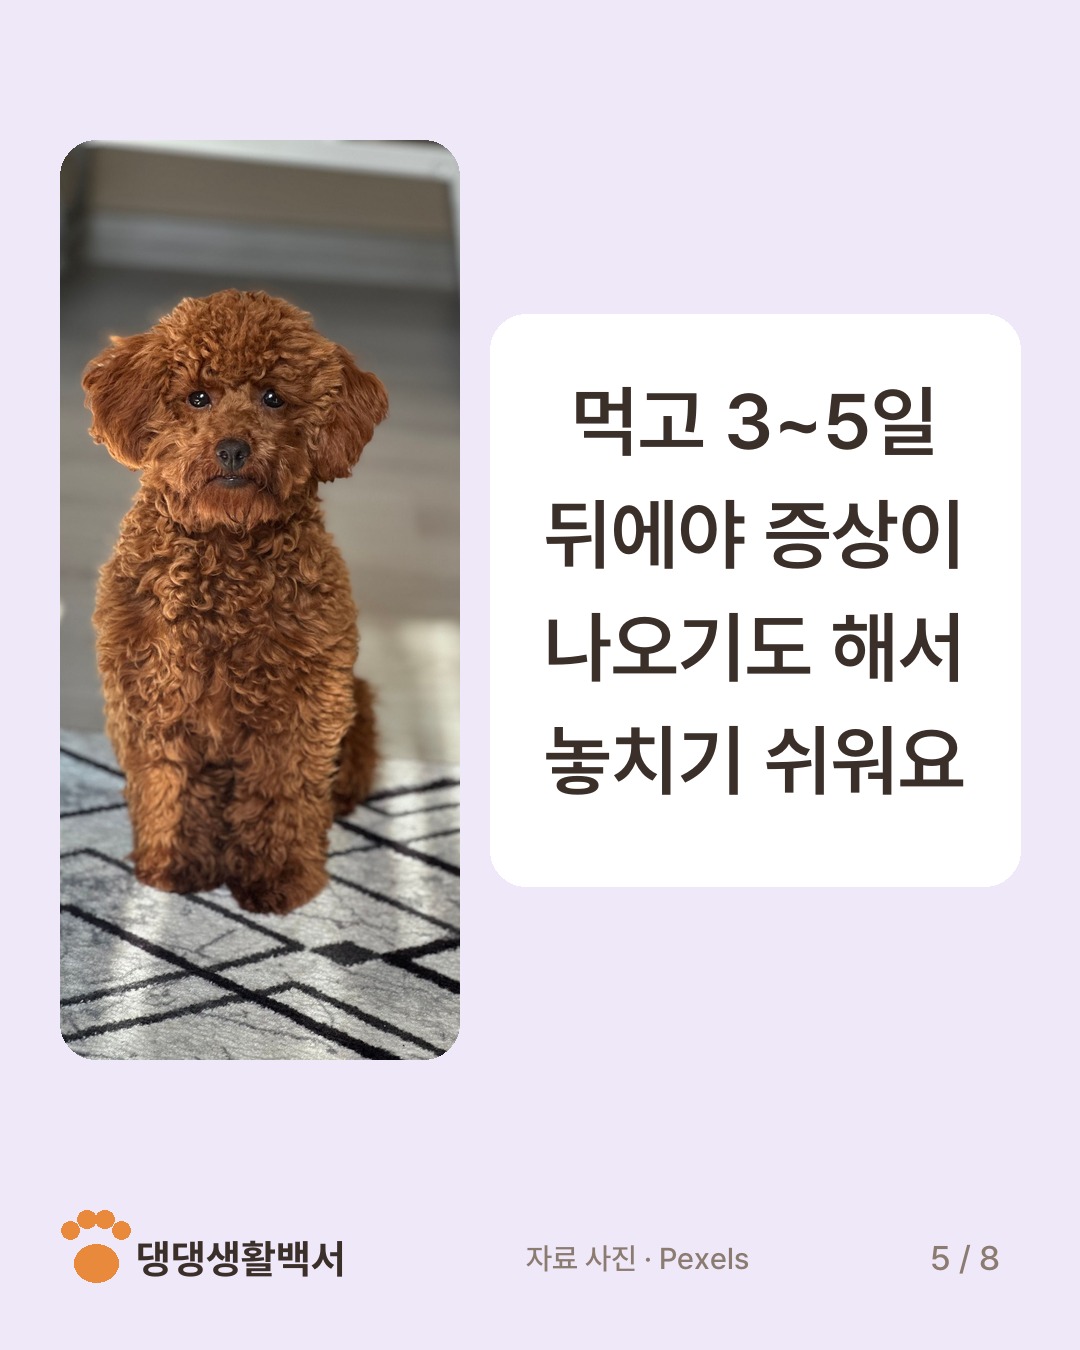 먹고 3~5일
뒤에야 증상이
나오기도 해서
놓치기 쉬워요
댕댕생활백서
자료 사진 · Pexels
5 / 8